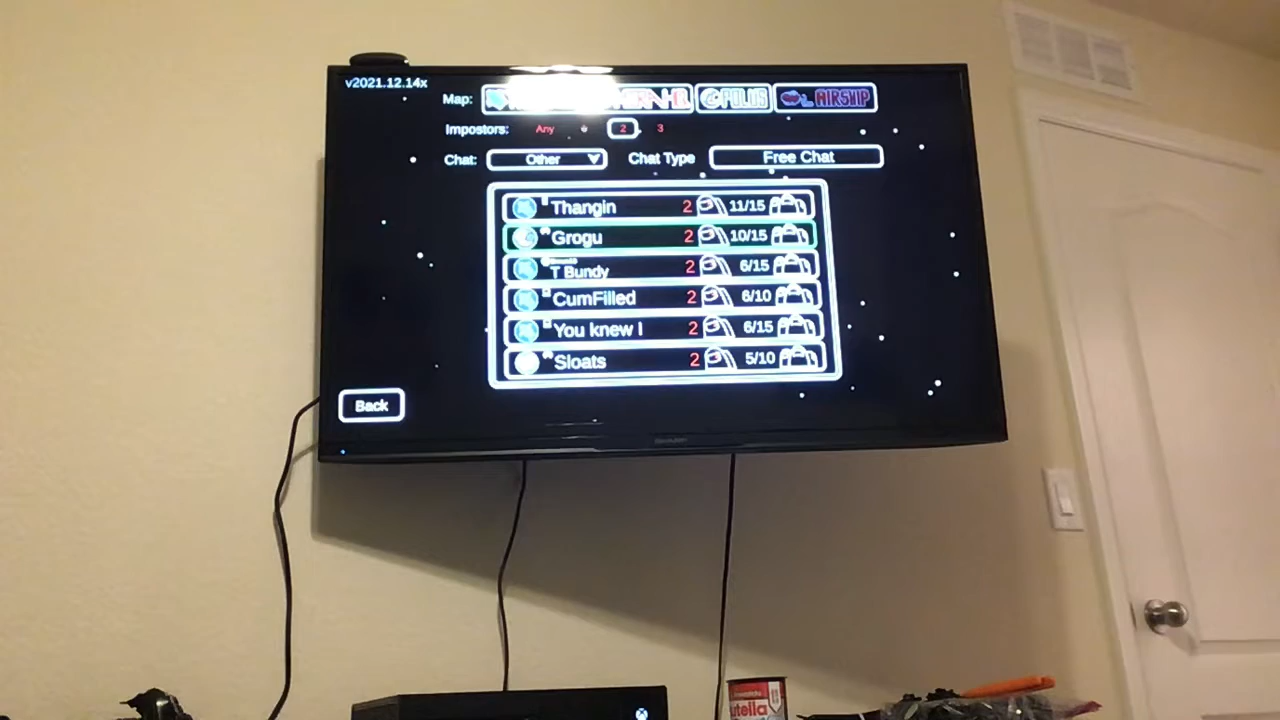 v2021.12.14x
Map: POLUS AIRSHIP
Impostors: Any 2 3
Chat: Other Chat Type Free Chat
Thangin 2 11/15
Grogu 2 10/15
T Bundy 2 6/15
CumFilled 2 6/10
You knew I 2 6/15
Sloats 2 5/10
Back
SHARP
utella